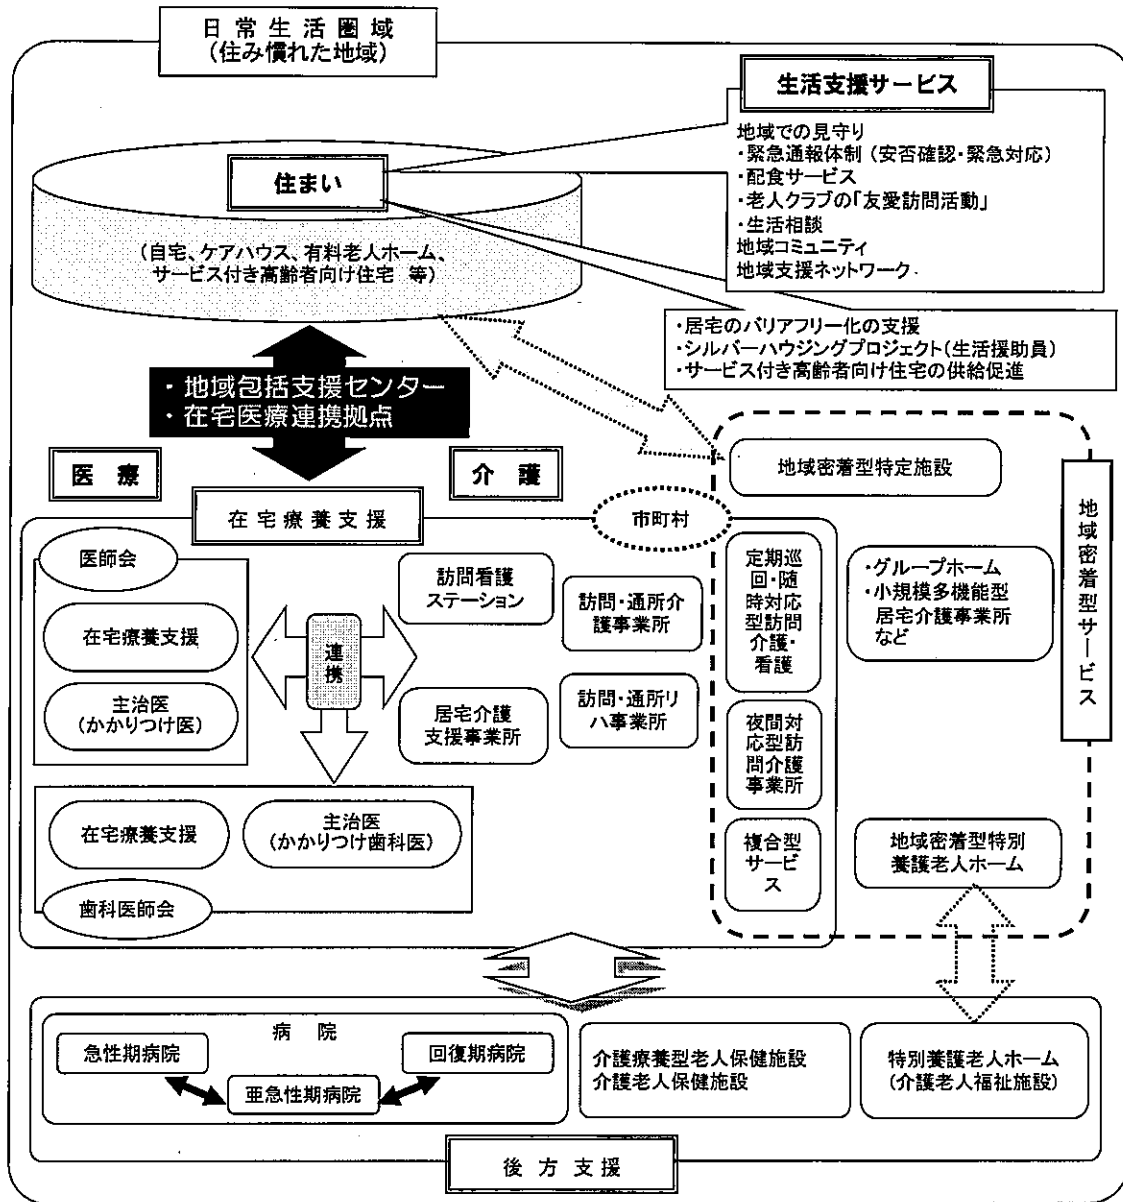 日常生活圏域
(住み慣れた地域)
生活支援サービス
地域での見守り
・緊急通報体制(安否確認・緊急対応)
・配食サービス
・老人クラブの「友愛訪問活動」
・生活相談
地域コミュニティ
地域支援ネットワーク
住まい
(自宅、ケアハウス、有料老人ホーム、
サービス付き高齢者向け住宅 等)
・居宅のバリアフリー化の支援
・シルバーハウジングプロジェクト(生活援助員)
・サービス付き高齢者向け住宅の供給促進
・地域包括支援センター
・在宅医療連携拠点
医 療
介 護
在宅療養支援
市町村
地域密着型特定施設
地域密着型サービス
医師会
在宅療養支援
主治医
(かかりつけ医)
連携
訪問看護
ステーション
訪問・通所介
護事業所
居宅介護
支援事業所
訪問・通所リ
ハ事業所
定期巡
回・随
時対応
型訪問
介護・
看護
・グループホーム
・小規模多機能型
居宅介護事業所
など
夜間対
応型訪
問介護
事業所
複合型
サービ
ス
地域密着型特別
養護老人ホーム
在宅療養支援
主治医
(かかりつけ歯科医)
歯科医師会
病 院
急性期病院
回復期病院
亜急性期病院
介護療養型老人保健施設
介護老人保健施設
特別養護老人ホーム
(介護老人福祉施設)
後方支援